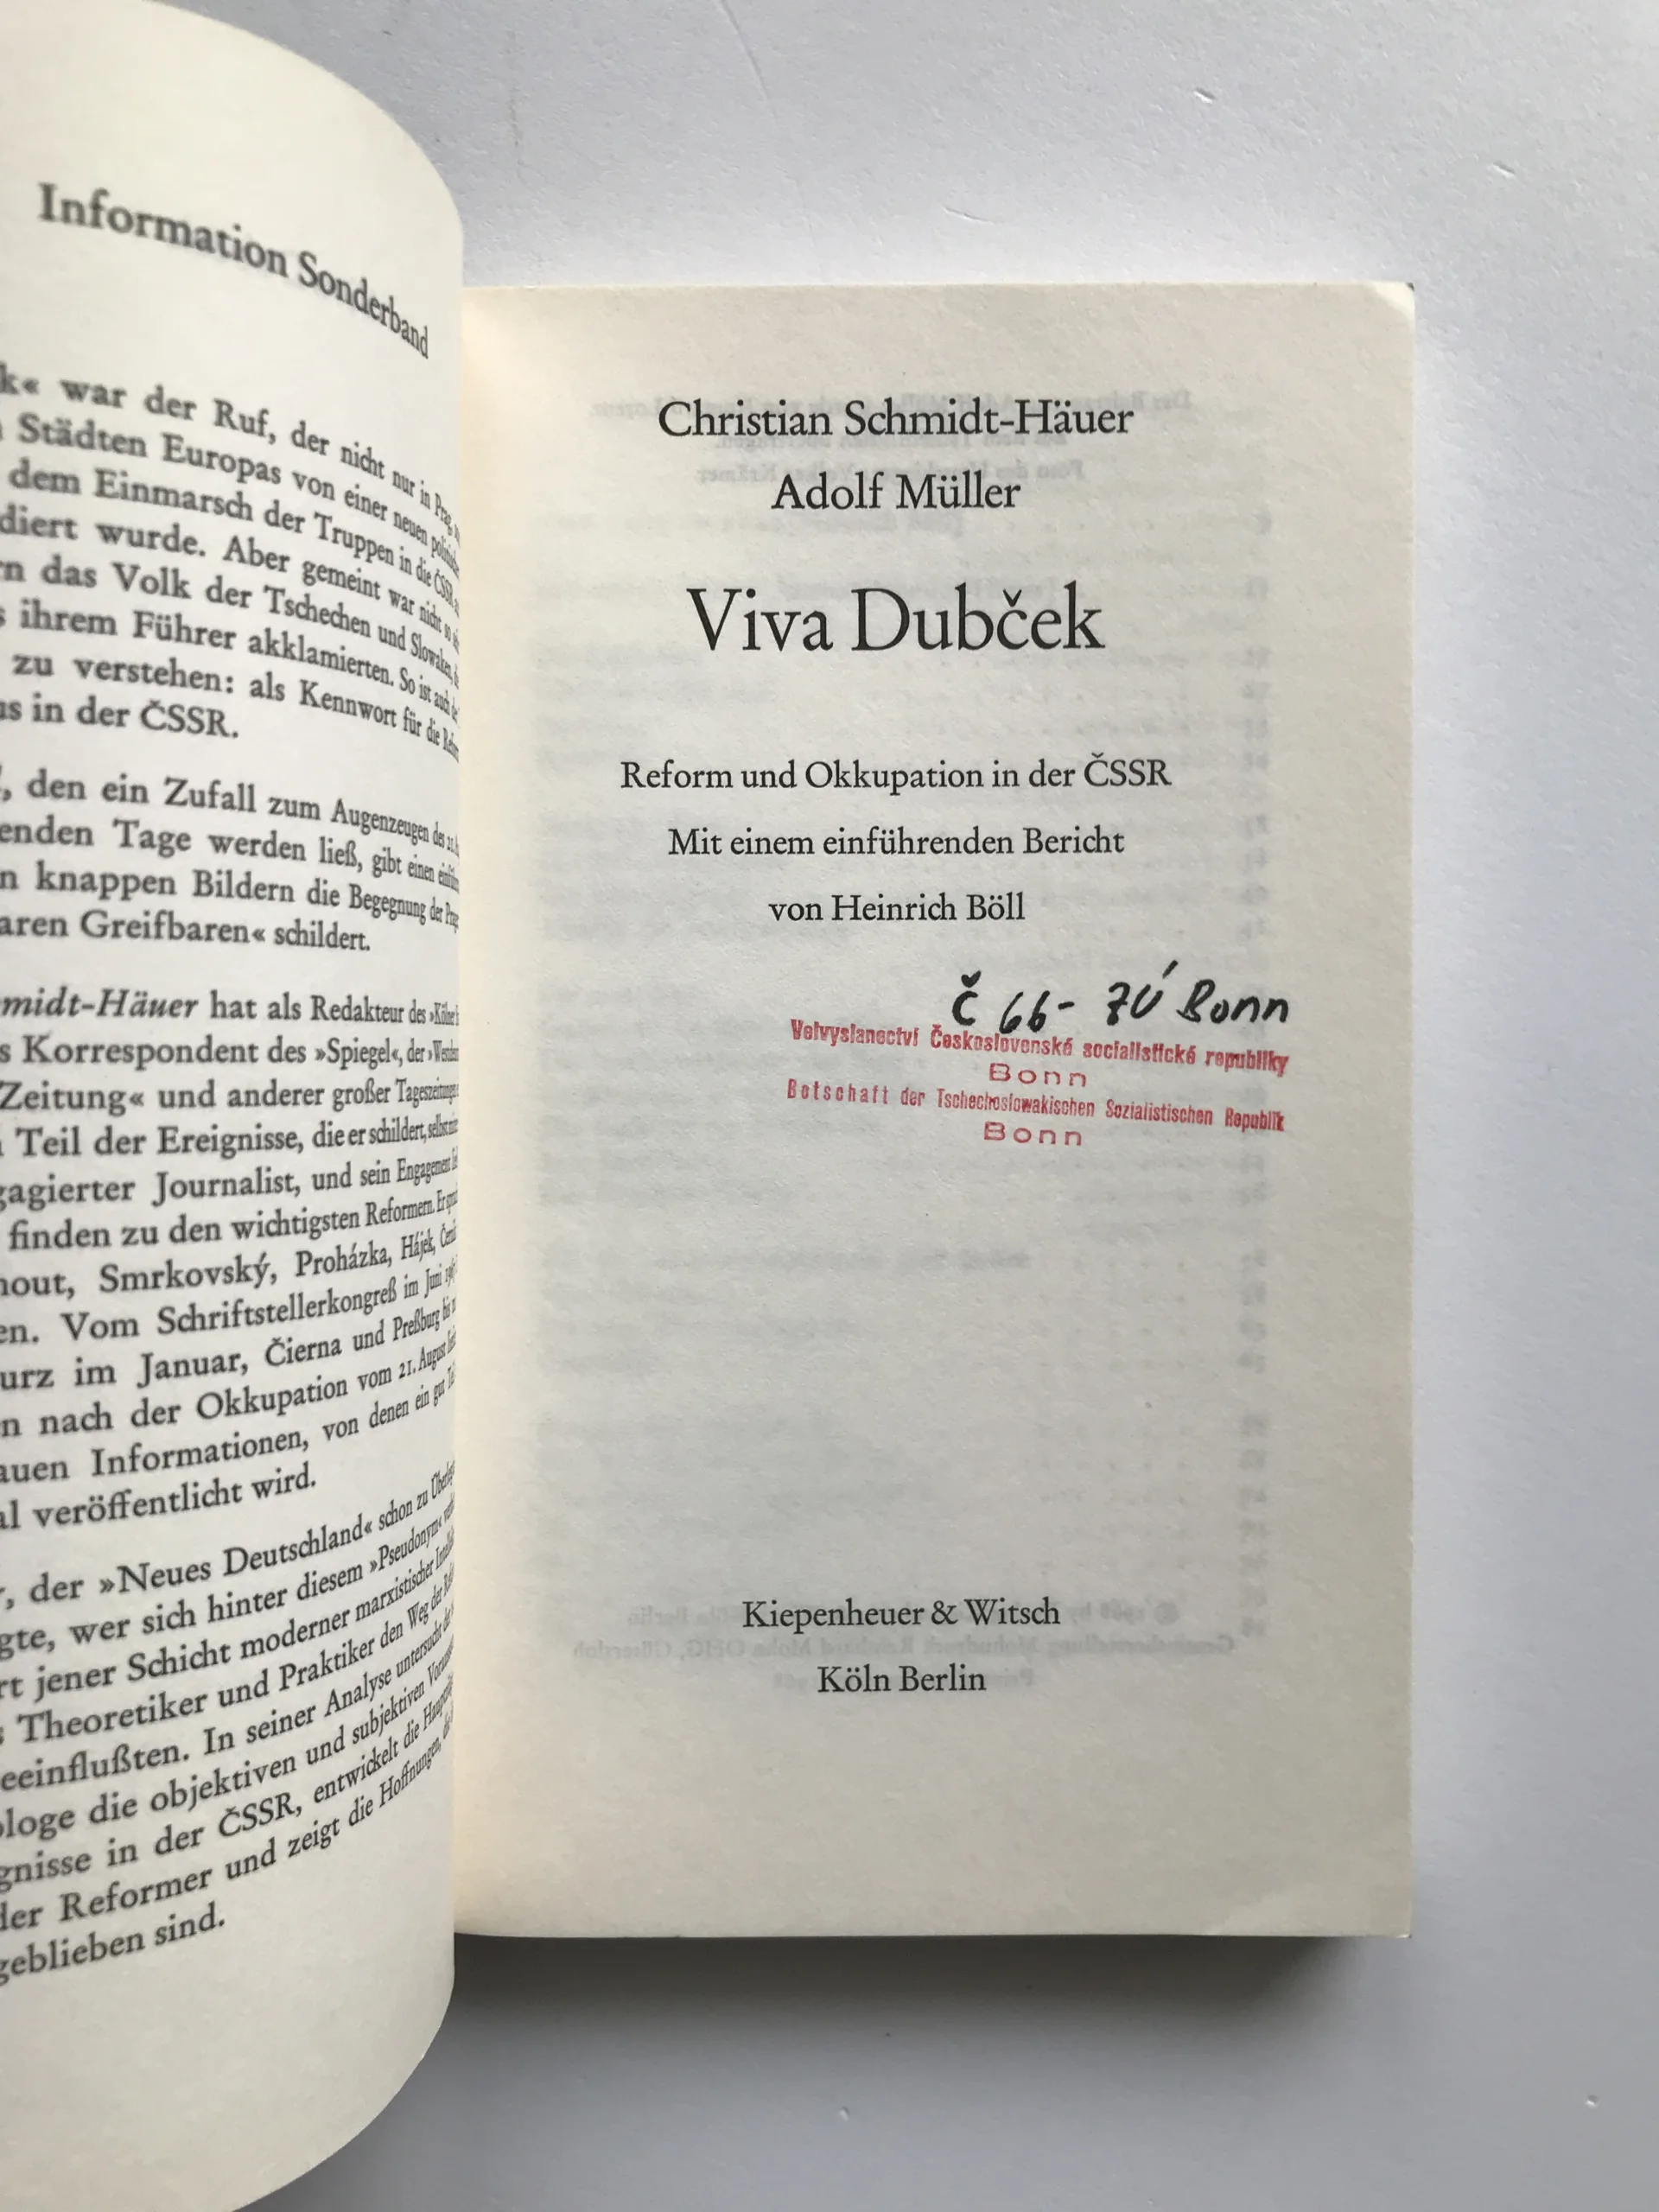 Information Sonderband
k« war der Ruf, der nicht nur in Prag,
Städten Europas von einer neuen
dem Einmarsch der Truppen in die ČSSR
diert wurde. Aber gemeint war nicht so
rn das Volk der Tschechen und Slowaken,
s ihrem Führer akklamierten. So ist auch
zu verstehen: als Kennwort für die
us in der ČSSR.
, den ein Zufall zum Augenzeugen des 21.
enden Tage werden ließ, gibt einen
n knappen Bildern die Begegnung der
aren Greifbaren« schildert.
midt-Häuer hat als Redakteur des
s Korrespondent des »Spiegel«, der
Zeitung« und anderer großer Tageszeitungen
Teil der Ereignisse, die er schildert, selbst
gagierter Journalist, und sein Engagement
finden zu den wichtigsten Reformern. Er
hout, Smrkovský, Proházka, Hájek,
en. Vom Schriftstellerkongreß im Juni
urz im Januar, Čierna und Preßburg bis
n nach der Okkupation vom 21. August
auen Informationen, von denen ein gut
al veröffentlicht wird.
r, der »Neues Deutschland« schon zu
gte, wer sich hinter diesem »Pseudonym«
rt jener Schicht moderner marxistischer
s Theoretiker und Praktiker den Weg der
eeinflußten. In seiner Analyse untersucht
ologe die objektiven und subjektiven
gnisse in der ČSSR, entwickelt die
der Reformer und zeigt die Hoffnungen,
geblieben sind.
Christian Schmidt-Häuer
Adolf Müller
Viva Dubček
Reform und Okkupation in der ČSSR
Mit einem einführenden Bericht
von Heinrich Böll
Č 66- ZÚ Bonn
Velvyslanectví Československé socialistické republiky
Bonn
Botschaft der Tschechoslowakischen Sozialistischen Republik
Bonn
Kiepenheuer & Witsch
Köln Berlin